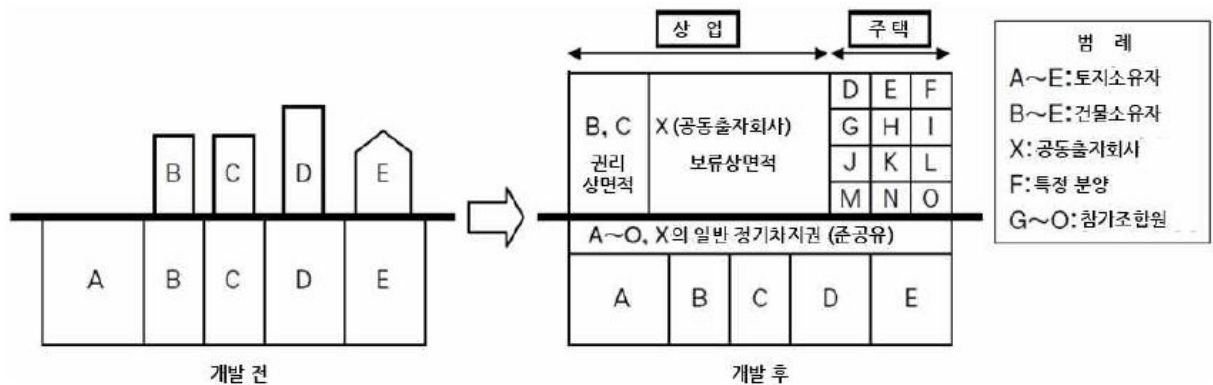 상 업
주 택
B
C
D
E
A
B
C
D
E
개발 전
B, C
권리
상면적
X (공동출자회사)
보류상면적
D E F
G H I
J K L
M N O
A～O, X의 일반 정기차지권 (준공유)
A
B
C
D
E
개발 후
범 례
A～E:토지소유자
B～E:건물소유자
X:공동출자회사
F:특정 분양
G～O:참가조합원